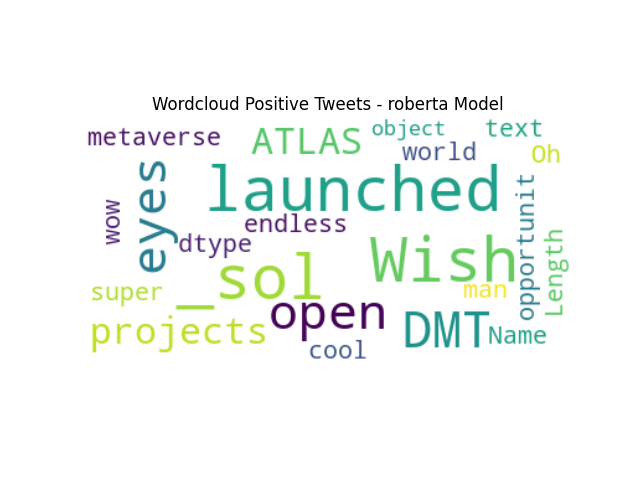 Wordcloud Positive Tweets - roberta Model
metaverse
ATLAS
object
text
world
Oh
eyes
launched
wow
endless
dtype
opportunit
Wish
Length
_sol
super
man
open
projects
DMT
Name
cool